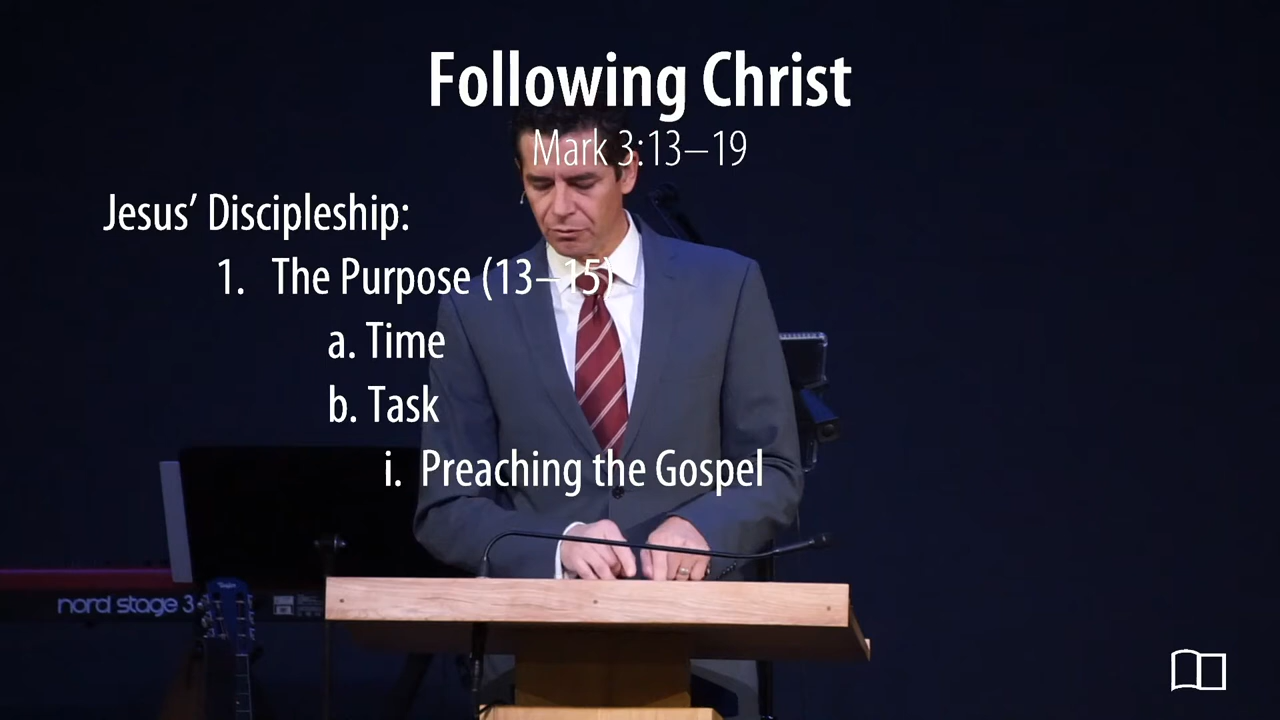 Following Christ
Mark 3:13–19
Jesus’ Discipleship:
1. The Purpose (13–15)
a. Time
b. Task
i. Preaching the Gospel
nord stage 3